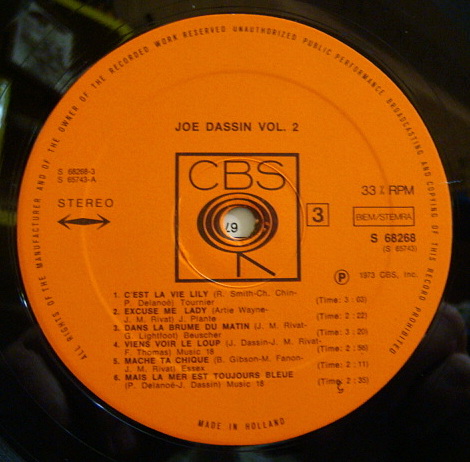 ALL RIGHTS OF THE MANUFACTURER AND OF THE OWNER OF THE RECORDED WORK RESERVED UNAUTHORIZED PUBLIC PERFORMANCE BROADCASTING AND COPYING OF THIS RECORD PROHIBITED
JOE DASSIN VOL. 2
CBS
S 68268-3
S 65743-A
STEREO
3
33⅓ RPM
BIEM/STEMRA
S 68268
(S 65743)
Ⓟ 1973 CBS, Inc.
1. C'EST LA VIE LILY (R. Smith-Ch. Chin-
P. Delanoé) Tournier (Time: 3 : 03)
2. EXCUSE ME LADY (Artie Wayne-
J. M. Rivat) J. Plante (Time: 2 : 22)
3. DANS LA BRUME DU MATIN (J. M. Rivat-
G. Lightfoot) Beuscher (Time: 3 : 20)
4. VIENS VOIR LE LOUP (J. Dassin-J. M. Rivat-
F. Thomas) Music 18 (Time: 2 : 56)
5. MACHE TA CHIQUE (B. Gibson-M. Fanon-
J. M. Rivat) Essex (Time: 2 : 11)
6. MAIS LA MER EST TOUJOURS BLEUE
(P. Delanoé-J. Dassin) Music 18 (Time: 2 : 35)
MADE IN HOLLAND